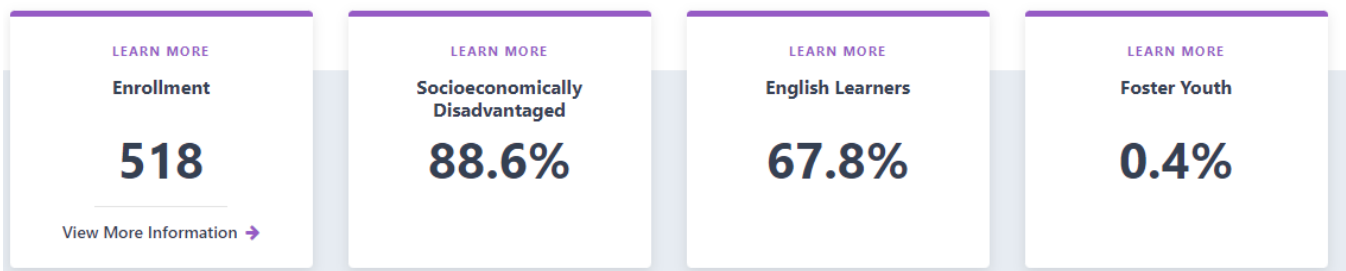 LEARN MORE
Enrollment
518
View More Information
LEARN MORE
Socioeconomically
Disadvantaged
88.6%
LEARN MORE
English Learners
67.8%
LEARN MORE
Foster Youth
0.4%